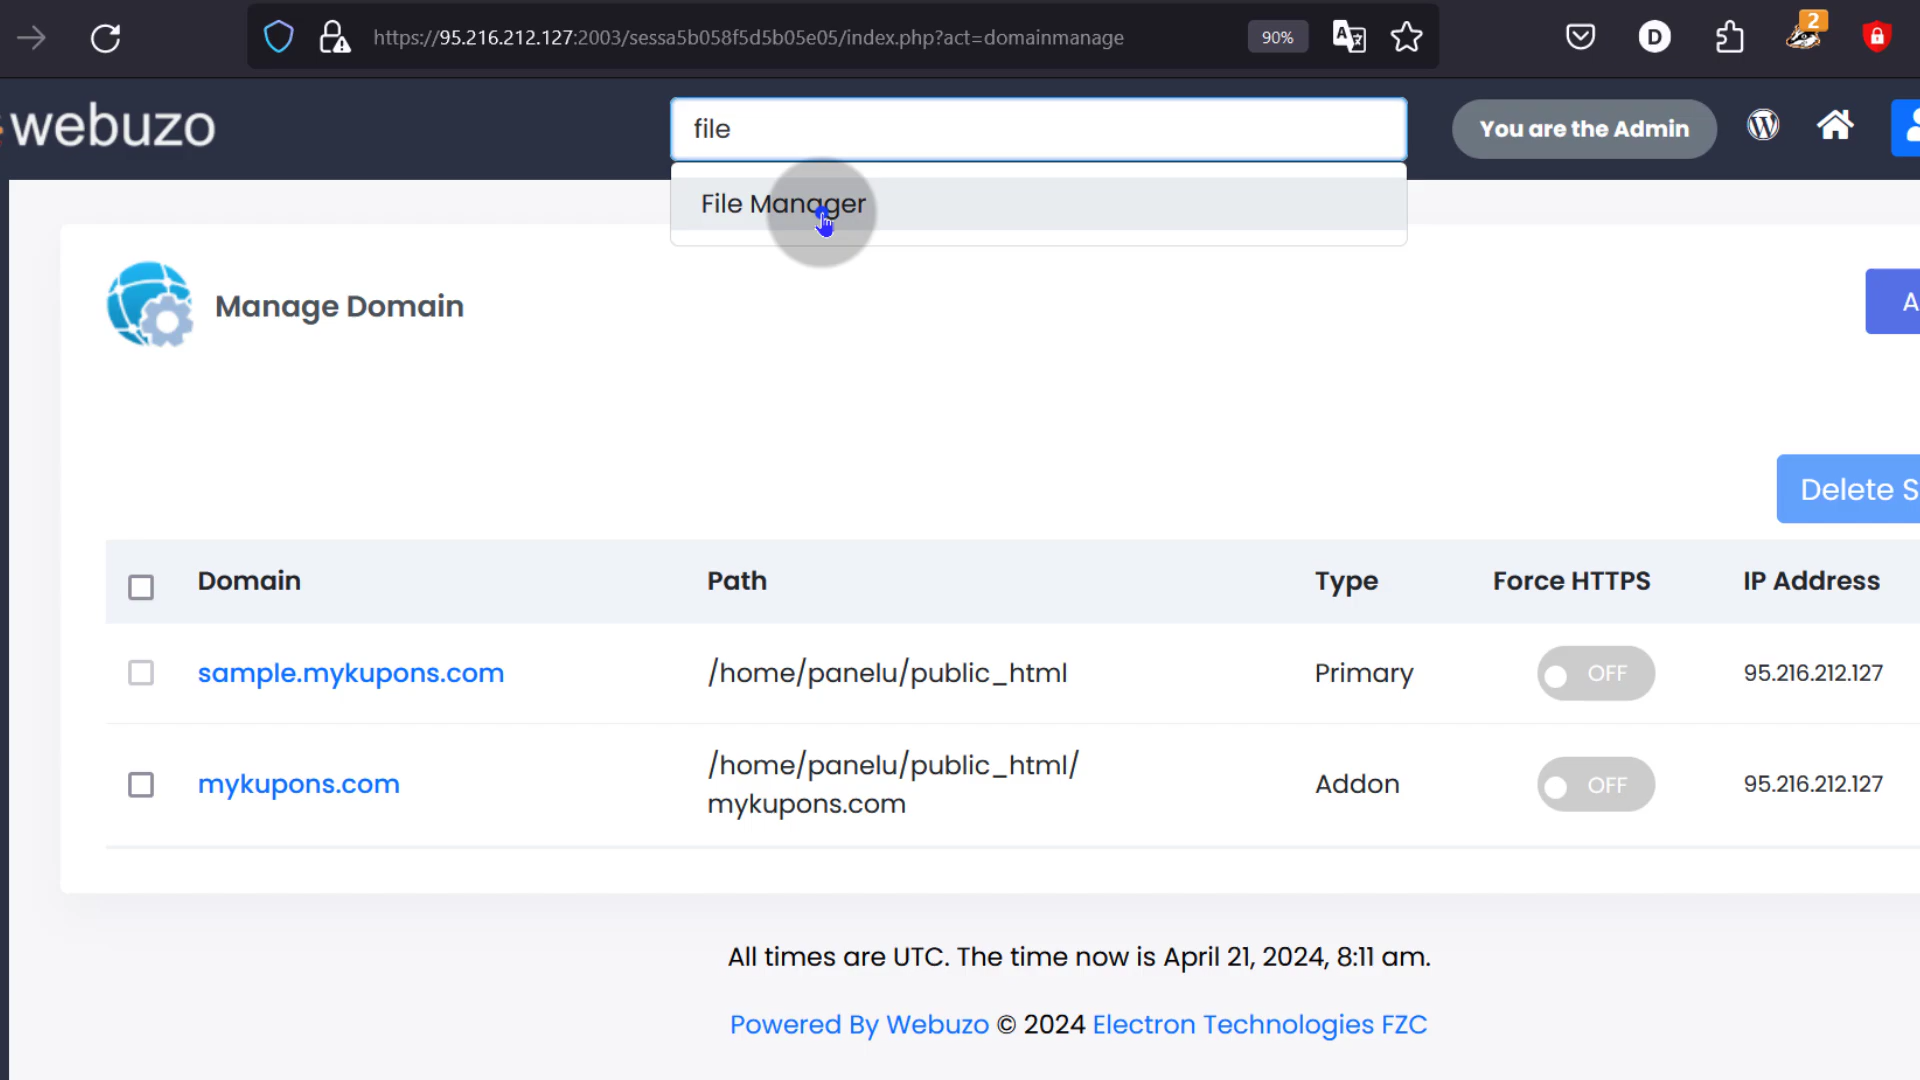 https://95.216.212.127:2003/sessa5b058f5d5b05e05/index.php?act=domainmanage
90%
D
2
webuzo
file
You are the Admin
File Manager
Manage Domain
A
Delete S
Domain Path Type Force HTTPS IP Address
sample.mykupons.com /home/panelu/public_html Primary OFF 95.216.212.127
mykupons.com /home/panelu/public_html/
mykupons.com Addon OFF 95.216.212.127
All times are UTC. The time now is April 21, 2024, 8:11 am.
Powered By Webuzo © 2024 Electron Technologies FZC